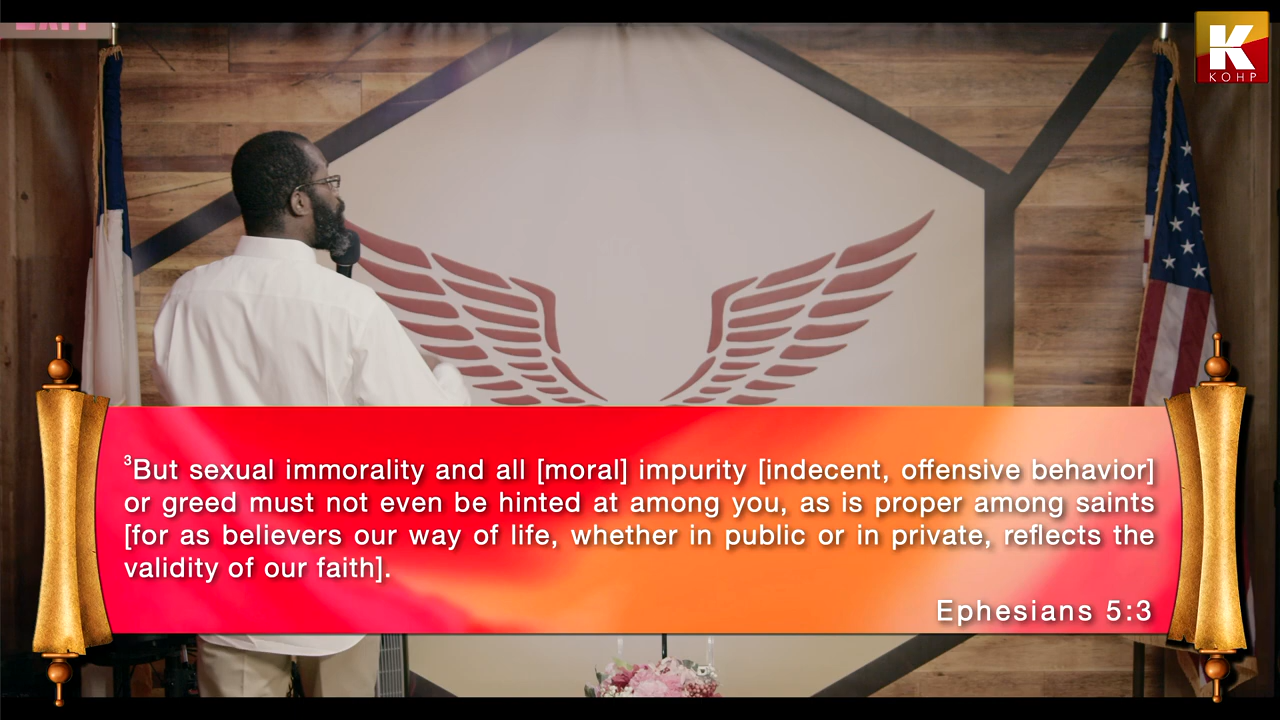 EXIT
K
KOHP
³But sexual immorality and all [moral] impurity [indecent, offensive behavior]
or greed must not even be hinted at among you, as is proper among saints
[for as believers our way of life, whether in public or in private, reflects the
validity of our faith].
Ephesians 5:3